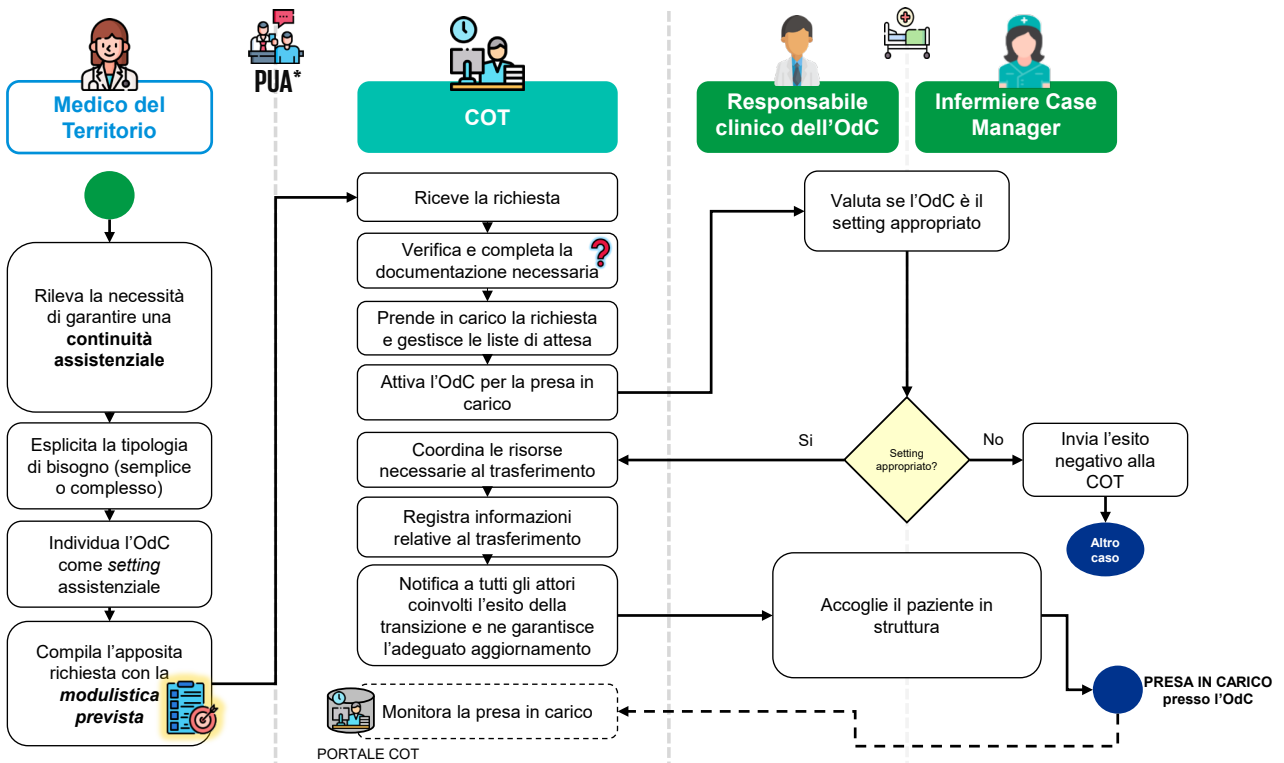 Medico del
Territorio
PUA*
COT
Responsabile
clinico dell'OdC
Infermiere Case
Manager
Rileva la necessità
di garantire una
continuità
assistenziale
Esplicita la tipologia
di bisogno (semplice
o complesso)
Individua l'OdC
come setting
assistenziale
Compila l'apposita
richiesta con la
modulistica
prevista
Riceve la richiesta
Verifica e completa la
documentazione necessaria
?
Prende in carico la richiesta
e gestisce le liste di attesa
Attiva l'OdC per la presa in
carico
Valuta se l'OdC è il
setting appropriato
Setting
appropriato?
Si
No
Invia l'esito
negativo alla
COT
Altro
caso
Coordina le risorse
necessarie al trasferimento
Registra informazioni
relative al trasferimento
Notifica a tutti gli attori
coinvolti l'esito della
transizione e ne garantisce
l'adeguato aggiornamento
Accoglie il paziente in
struttura
PRESA IN CARICO
presso l'OdC
Monitora la presa in carico
PORTALE COT